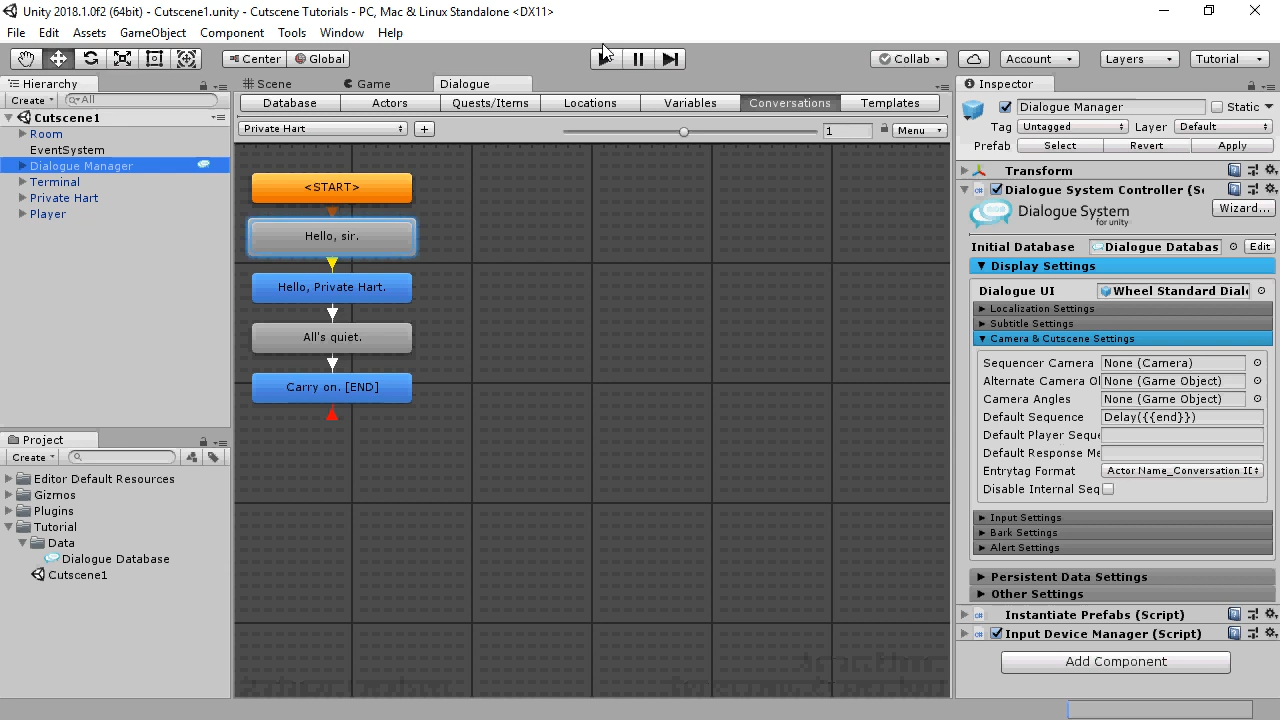 Unity 2018.1.0f2 (64bit) - Cutscene1.unity - Cutscene Tutorials - PC, Mac & Linux Standalone <DX11>
File Edit Assets GameObject Component Tools Window Help
Center Global Collab Account Layers Tutorial
Hierarchy
Create All
Cutscene1
Room
EventSystem
Dialogue Manager
Terminal
Private Hart
Player
Project
Create
Editor Default Resources
Gizmos
Plugins
Tutorial
Data
Dialogue Database
Cutscene1
Scene Game Dialogue
Database Actors Quests/Items Locations Variables Conversations Templates
Private Hart + 1 Menu
<START>
Hello, sir.
Hello, Private Hart.
All's quiet.
Carry on. [END]
Inspector
Dialogue Manager Static
Tag Untagged Layer Default
Prefab Select Revert Apply
Transform
Dialogue System Controller (S
Dialogue System for unity Wizard...
Initial Database Dialogue Databas Edit
Display Settings
Dialogue UI Wheel Standard Dial
Localization Settings
Subtitle Settings
Camera & Cutscene Settings
Sequencer Camera None (Camera)
Alternate Camera O None (Game Object)
Camera Angles None (Game Object)
Default Sequence Delay({{end}})
Default Player Sequ
Default Response Me
Entrytag Format Actor Name_Conversation I
Disable Internal Seq
Input Settings
Bark Settings
Alert Settings
Persistent Data Settings
Other Settings
Instantiate Prefabs (Script)
Input Device Manager (Script)
Add Component